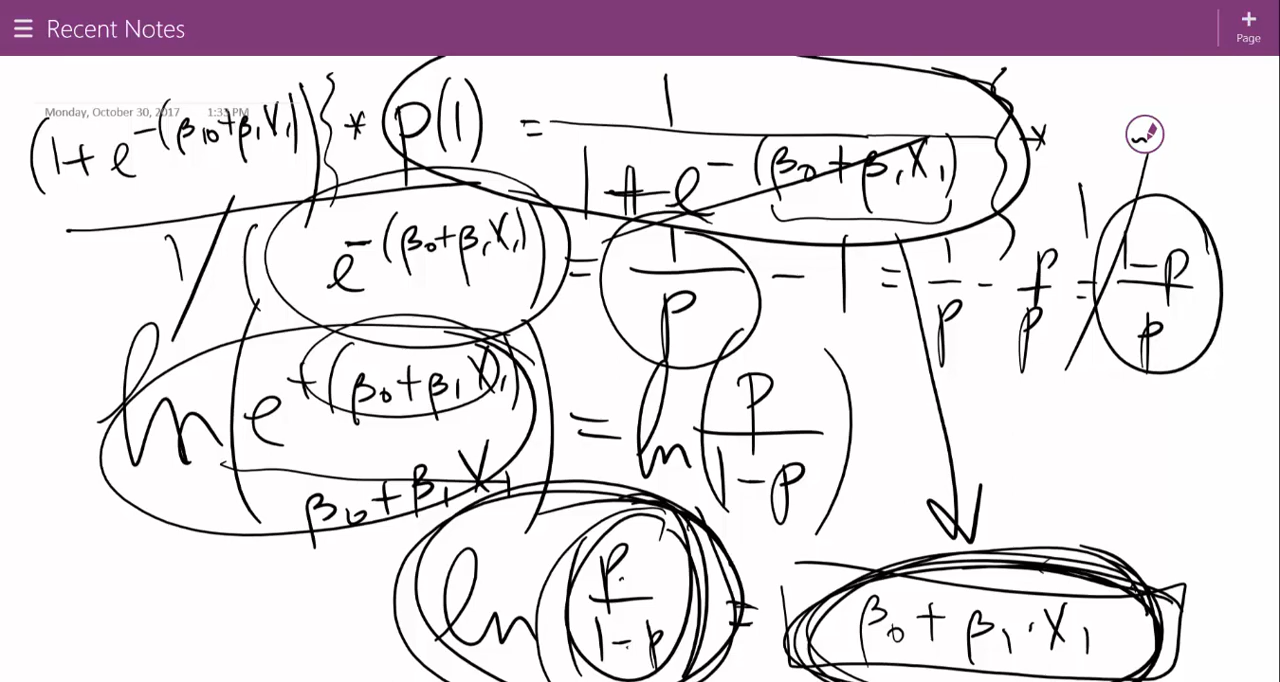 Recent Notes
+
Page
Monday, October 30, 2017 1:33 PM
(1 + e^-(β0+β1X1)) } * p(1) = 1 / (1 + e^-(β0+β1X1)) } *
1 / (e^-(β0+β1X1)) = 1/p - 1 = 1/p - p/p = 1 / (1-p)/p
ln(e^+(β0+β1X1)) = ln(p/(1-p))
β0+β1X1
ln(p/(1-p)) = β0 + β1·X1